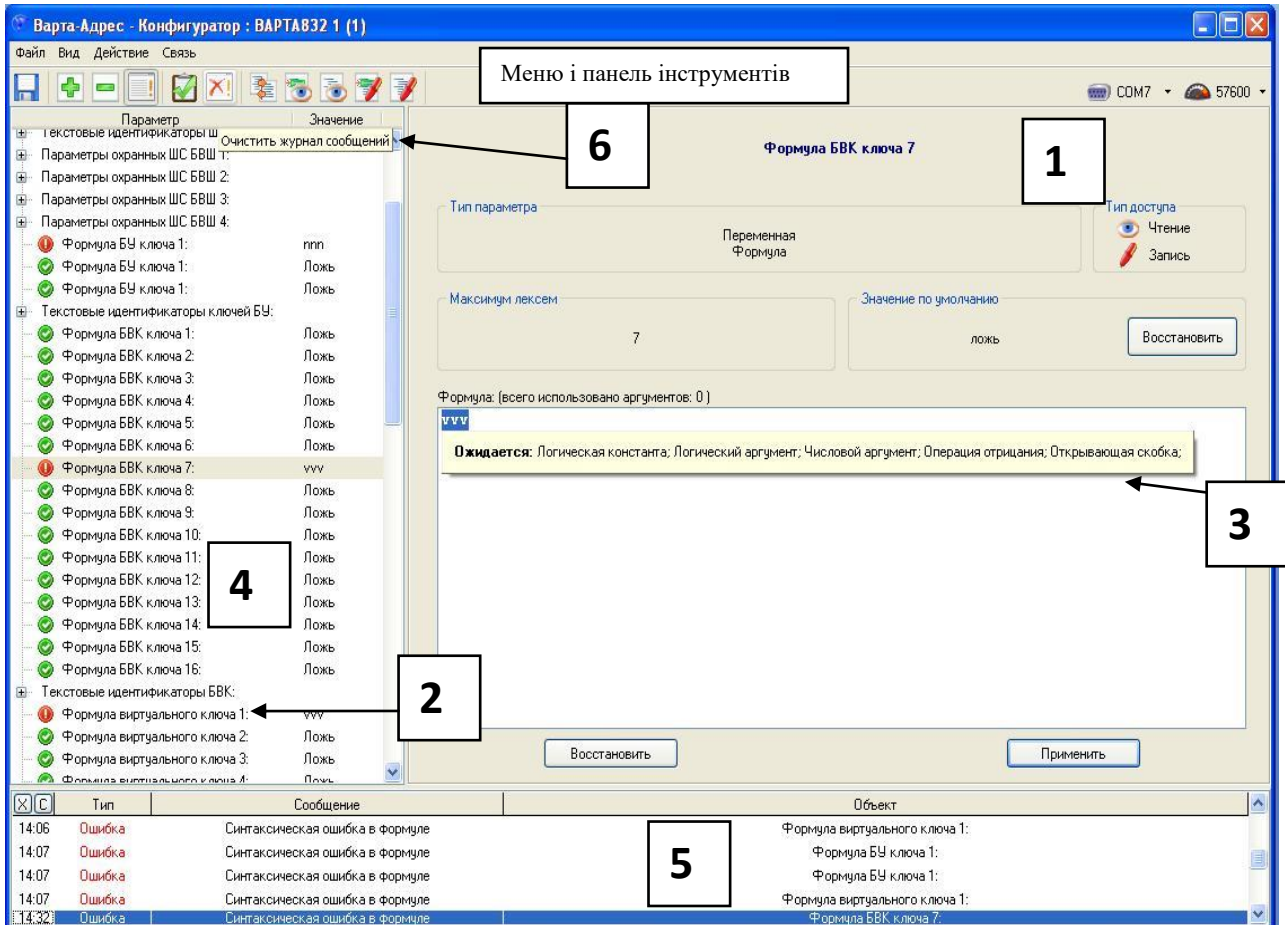 Варта-Адрес - Конфигуратор : ВАРТА832 1 (1)
Файл Вид Действие Связь
Меню і панель інструментів
COM7 57600
Параметр Значение
Текстовые идентификаторы Ш
Очистить журнал сообщений
6
1
Параметры охранных ШС БВШ 1:
Параметры охранных ШС БВШ 2:
Параметры охранных ШС БВШ 3:
Параметры охранных ШС БВШ 4:
Формула БУ ключа 1: nnn
Формула БУ ключа 1: Ложь
Формула БУ ключа 1: Ложь
Текстовые идентификаторы ключей БУ:
Формула БВК ключа 1: Ложь
Формула БВК ключа 2: Ложь
Формула БВК ключа 3: Ложь
Формула БВК ключа 4: Ложь
Формула БВК ключа 5: Ложь
Формула БВК ключа 6: Ложь
Формула БВК ключа 7: vvv
Формула БВК ключа 8: Ложь
Формула БВК ключа 9: Ложь
Формула БВК ключа 10: Ложь
Формула БВК ключа 11: Ложь
Формула БВК ключа 12: Ложь
Формула БВК ключа 13: Ложь
Формула БВК ключа 14: Ложь
Формула БВК ключа 15: Ложь
Формула БВК ключа 16: Ложь
4
Текстовые идентификаторы БВК:
Формула виртуального ключа 1: vvv
Формула виртуального ключа 2: Ложь
Формула виртуального ключа 3: Ложь
Формула виртуального ключа 4: Ложь
2
Формула БВК ключа 7
Тип параметра
Переменная
Формула
Тип доступа
Чтение
Запись
Максимум лексем
7
Значение по умолчанию
ложь
Восстановить
Формула: (всего использовано аргументов: 0 )
vvv
Ожидается: Логическая константа; Логический аргумент; Числовой аргумент; Операция отрицания; Открывающая скобка;
3
Восстановить Применить
X C Тип Сообщение Объект
14:06 Ошибка Синтаксическая ошибка в формуле Формула виртуального ключа 1:
14:07 Ошибка Синтаксическая ошибка в формуле Формула БУ ключа 1:
14:07 Ошибка Синтаксическая ошибка в формуле Формула БУ ключа 1:
14:07 Ошибка Синтаксическая ошибка в формуле Формула виртуального ключа 1:
14:32 Ошибка Синтаксическая ошибка в формуле Формула БВК ключа 7:
5